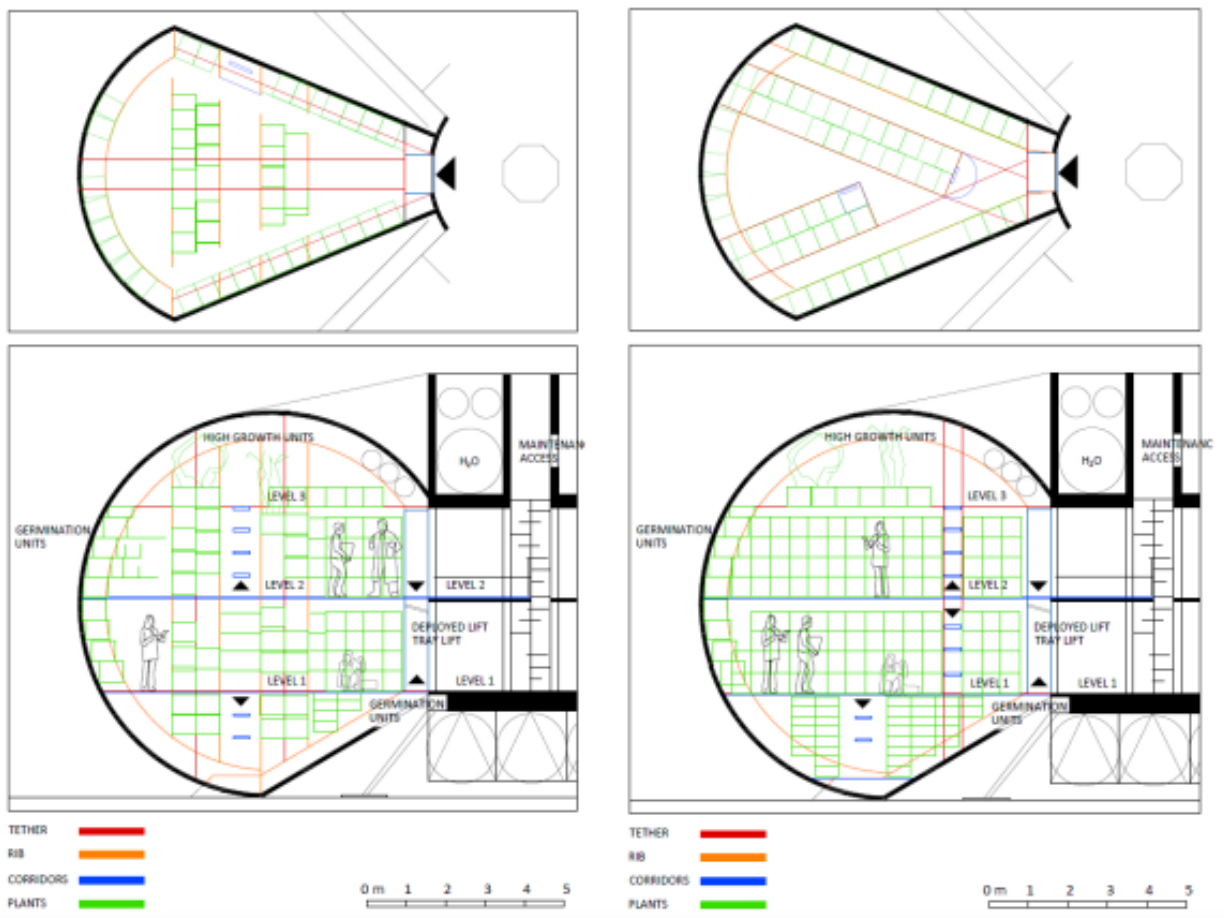 HIGH GROWTH UNITS
MAINTENAN
ACCESS
H₂O
LEVEL 3
GERMINATION
UNITS
LEVEL 2
LEVEL 2
DEPLOYED LIFT
TRAY LIFT
LEVEL 1
LEVEL 1
GERMINATION
UNITS
TETHER
RIB
CORRIDORS
PLANTS
0 m 1 2 3 4 5
HIGH GROWTH UNITS
MAINTENANC
ACCESS
H₂O
LEVEL 3
GERMINATION
UNITS
LEVEL 2
LEVEL 2
DEPLOYED LIFT
TRAY LIFT
LEVEL 1
LEVEL 1
GERMINATION
UNITS
TETHER
RIB
CORRIDORS
PLANTS
0 m 1 2 3 4 5